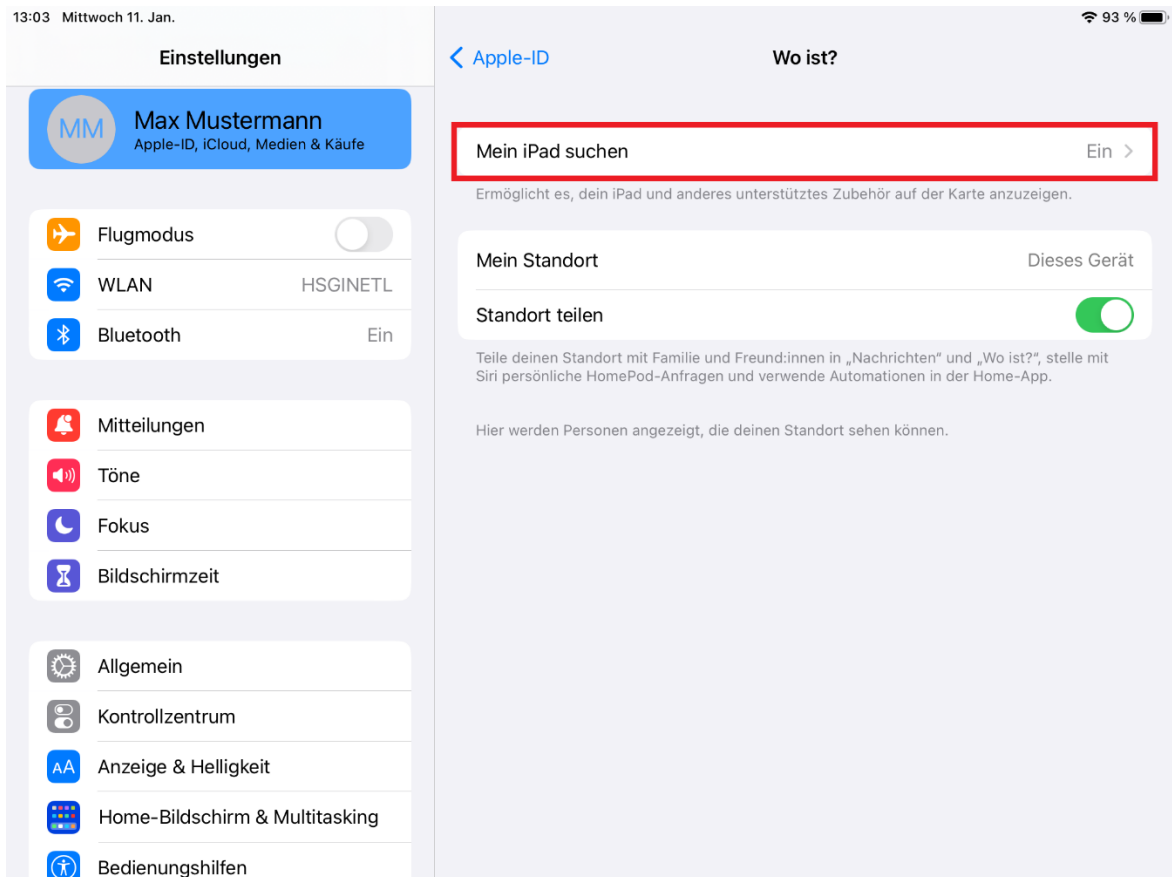 13:03 Mittwoch 11. Jan.
93 %
Einstellungen
MM
Max Mustermann
Apple-ID, iCloud, Medien & Käufe
Flugmodus
WLAN HSGINETL
Bluetooth Ein
Mitteilungen
Töne
Fokus
Bildschirmzeit
Allgemein
Kontrollzentrum
AA Anzeige & Helligkeit
Home-Bildschirm & Multitasking
Bedienungshilfen
Apple-ID
Wo ist?
Mein iPad suchen Ein
Ermöglicht es, dein iPad und anderes unterstütztes Zubehör auf der Karte anzuzeigen.
Mein Standort Dieses Gerät
Standort teilen
Teile deinen Standort mit Familie und Freund:innen in „Nachrichten“ und „Wo ist?“, stelle mit
Siri persönliche HomePod-Anfragen und verwende Automationen in der Home-App.
Hier werden Personen angezeigt, die deinen Standort sehen können.